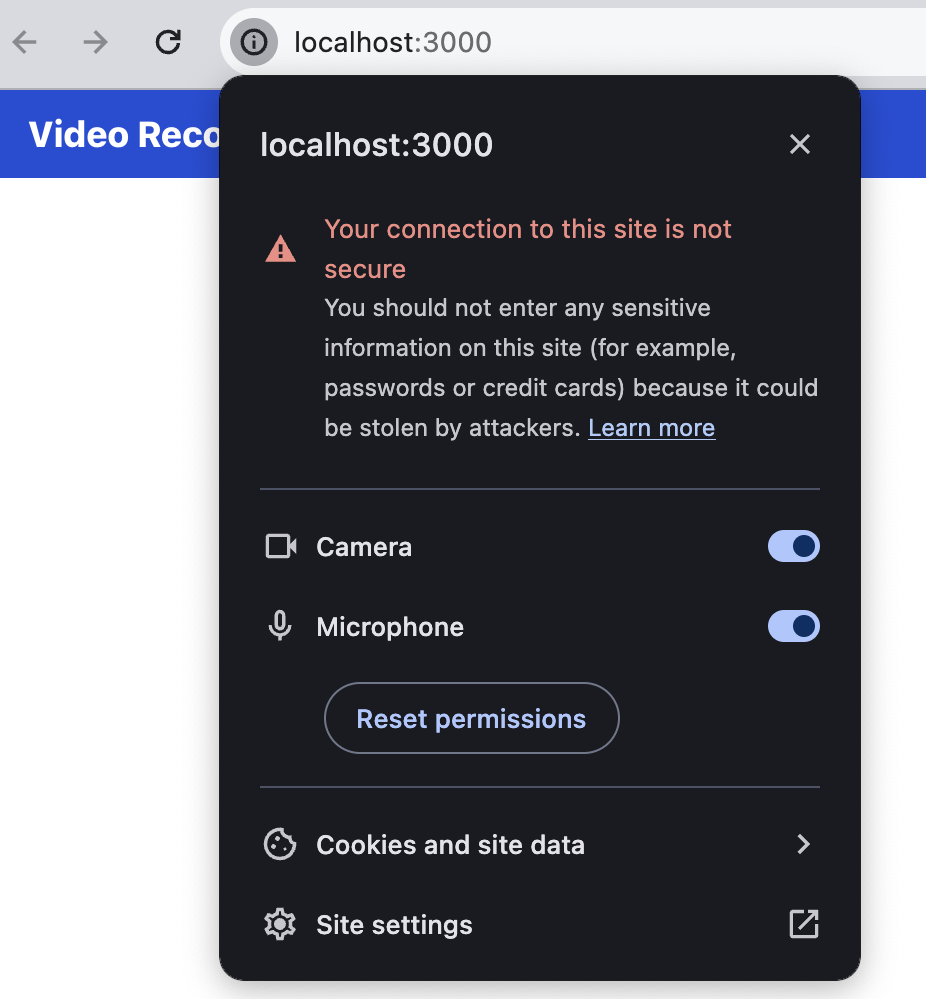 localhost:3000
Video Reco
localhost:3000
Your connection to this site is not
secure
You should not enter any sensitive
information on this site (for example,
passwords or credit cards) because it could
be stolen by attackers. Learn more
Camera
Microphone
Reset permissions
Cookies and site data
Site settings